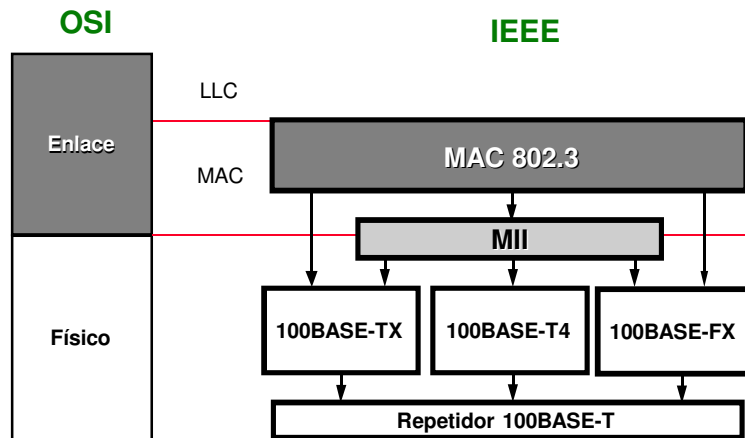 OSI
IEEE
LLC
Enlace
MAC 802.3
MAC
MII
100BASE-TX
100BASE-T4
100BASE-FX
Físico
Repetidor 100BASE-T